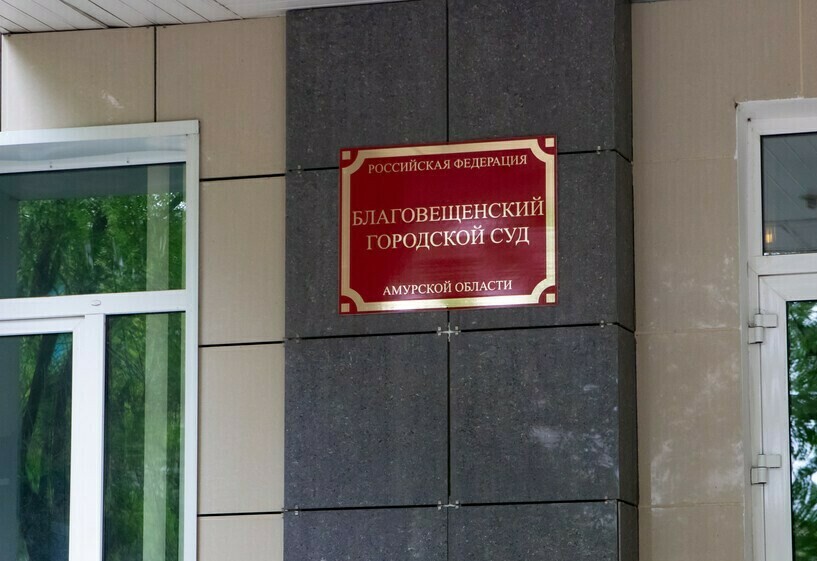 РОССИЙСКАЯ ФЕДЕРАЦИЯ
БЛАГОВЕЩЕНСКИЙ
ГОРОДСКОЙ СУД
АМУРСКОЙ ОБЛАСТИ